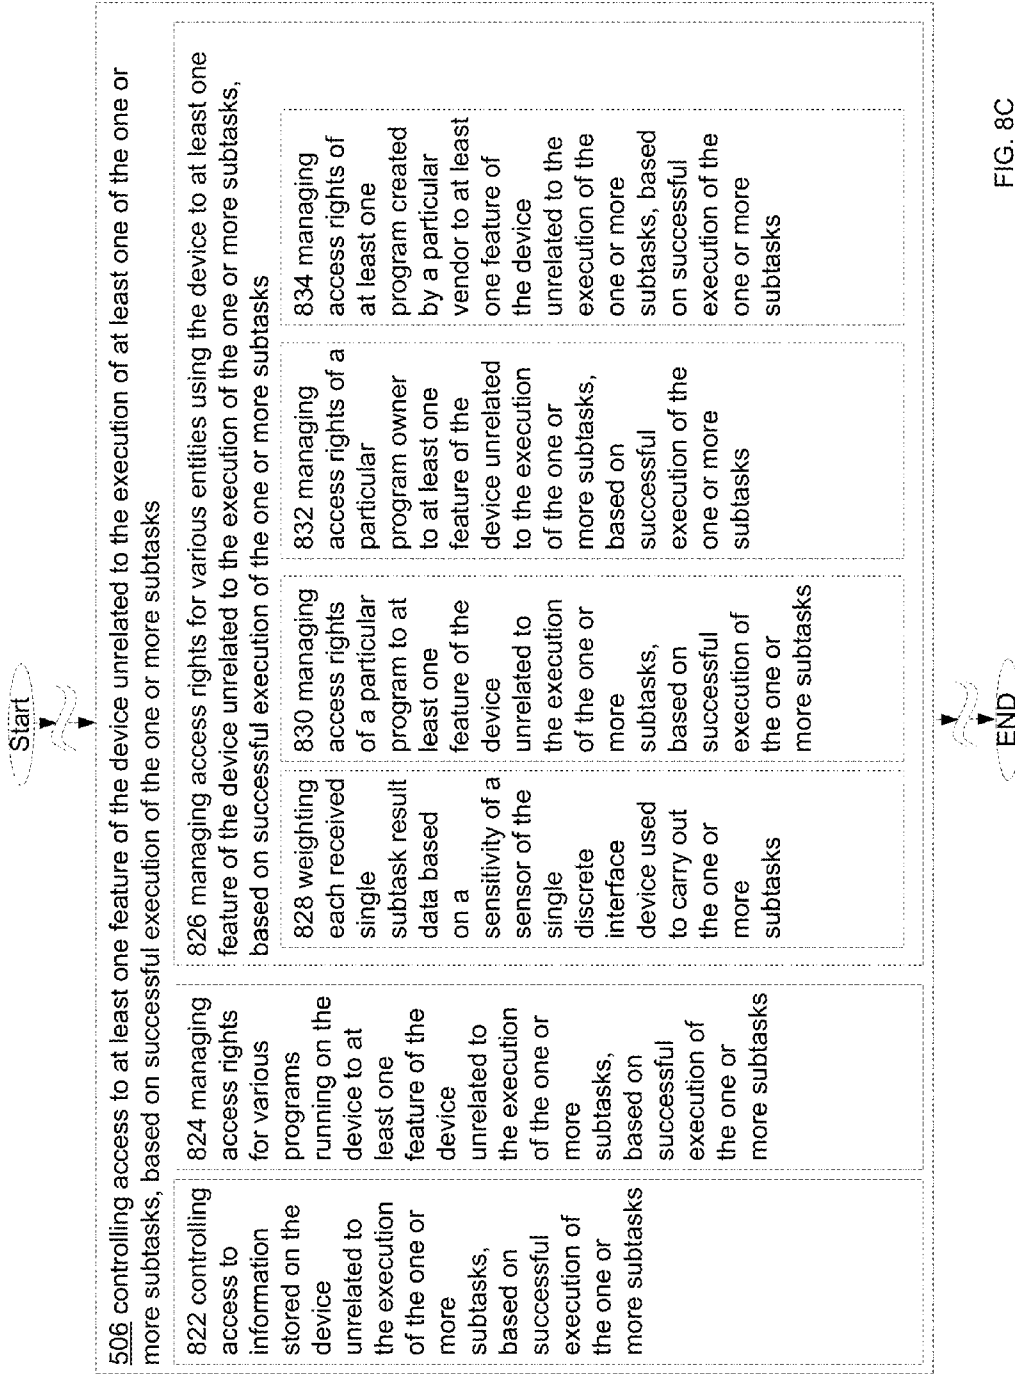 Start
506 controlling access to at least one feature of the device unrelated to the execution of at least one of the one or
more subtasks, based on successful execution of the one or more subtasks
822 controlling
access to
information
stored on the
device
unrelated to
the execution
of the one or
more
subtasks,
based on
successful
execution of
the one or
more subtasks
824 managing
access rights
for various
programs
running on the
device to at
least one
feature of the
device
unrelated to
the execution
of the one or
more
subtasks,
based on
successful
execution of
the one or
more subtasks
826 managing access rights for various entities using the device to at least one
feature of the device unrelated to the execution of the one or more subtasks,
based on successful execution of the one or more subtasks
828 weighting
each received
single
subtask result
data based
on a
sensitivity of a
sensor of the
single
discrete
interface
device used
to carry out
the one or
more
subtasks
830 managing
access rights
of a particular
program to at
least one
feature of the
device
unrelated to
the execution
of the one or
more
subtasks,
based on
successful
execution of
the one or
more subtasks
832 managing
access rights of a
particular
program owner
to at least one
feature of the
device unrelated
to the execution
of the one or
more subtasks,
based on
successful
execution of the
one or more
subtasks
834 managing
access rights of
at least one
program created
by a particular
vendor to at least
one feature of
the device
unrelated to the
execution of the
one or more
subtasks, based
on successful
execution of the
one or more
subtasks
END
FIG. 8C